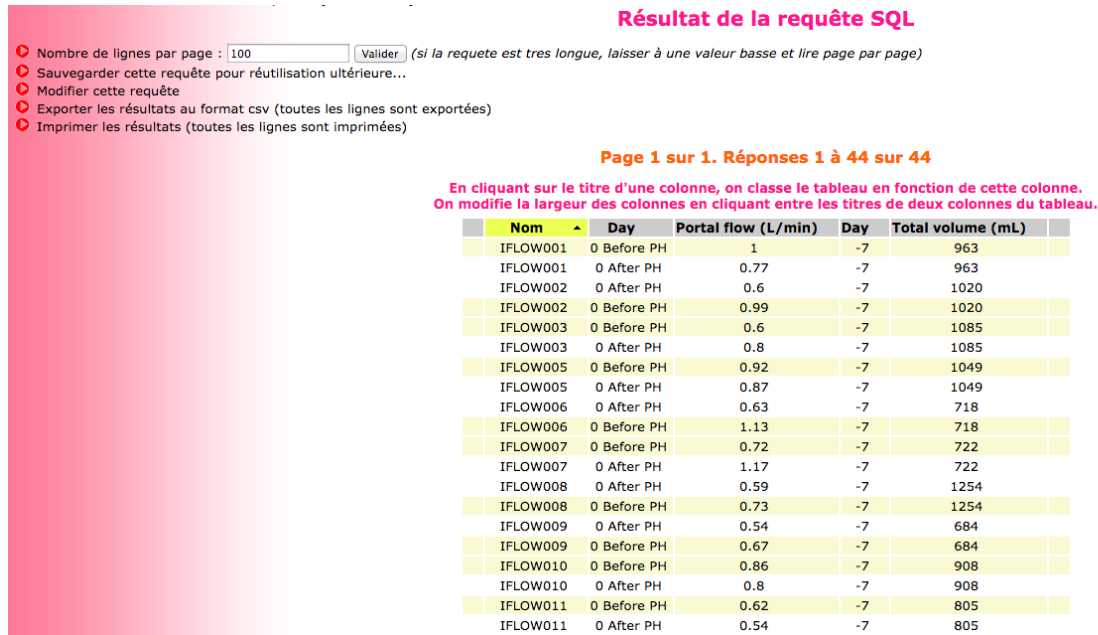 Résultat de la requête SQL
Nombre de lignes par page : 100 Valider (si la requete est tres longue, laisser à une valeur basse et lire page par page)
Sauvegarder cette requête pour réutilisation ultérieure...
Modifier cette requête
Exporter les résultats au format csv (toutes les lignes sont exportées)
Imprimer les résultats (toutes les lignes sont imprimées)
Page 1 sur 1. Réponses 1 à 44 sur 44
En cliquant sur le titre d'une colonne, on classe le tableau en fonction de cette colonne.
On modifie la largeur des colonnes en cliquant entre les titres de deux colonnes du tableau.
Nom Day Portal flow (L/min) Day Total volume (mL)
IFLOW001 0 Before PH 1 -7 963
IFLOW001 0 After PH 0.77 -7 963
IFLOW002 0 After PH 0.6 -7 1020
IFLOW002 0 Before PH 0.99 -7 1020
IFLOW003 0 Before PH 0.6 -7 1085
IFLOW003 0 After PH 0.8 -7 1085
IFLOW005 0 Before PH 0.92 -7 1049
IFLOW005 0 After PH 0.87 -7 1049
IFLOW006 0 After PH 0.63 -7 718
IFLOW006 0 Before PH 1.13 -7 718
IFLOW007 0 Before PH 0.72 -7 722
IFLOW007 0 After PH 1.17 -7 722
IFLOW008 0 After PH 0.59 -7 1254
IFLOW008 0 Before PH 0.73 -7 1254
IFLOW009 0 After PH 0.54 -7 684
IFLOW009 0 Before PH 0.67 -7 684
IFLOW010 0 Before PH 0.86 -7 908
IFLOW010 0 After PH 0.8 -7 908
IFLOW011 0 Before PH 0.62 -7 805
IFLOW011 0 After PH 0.54 -7 805